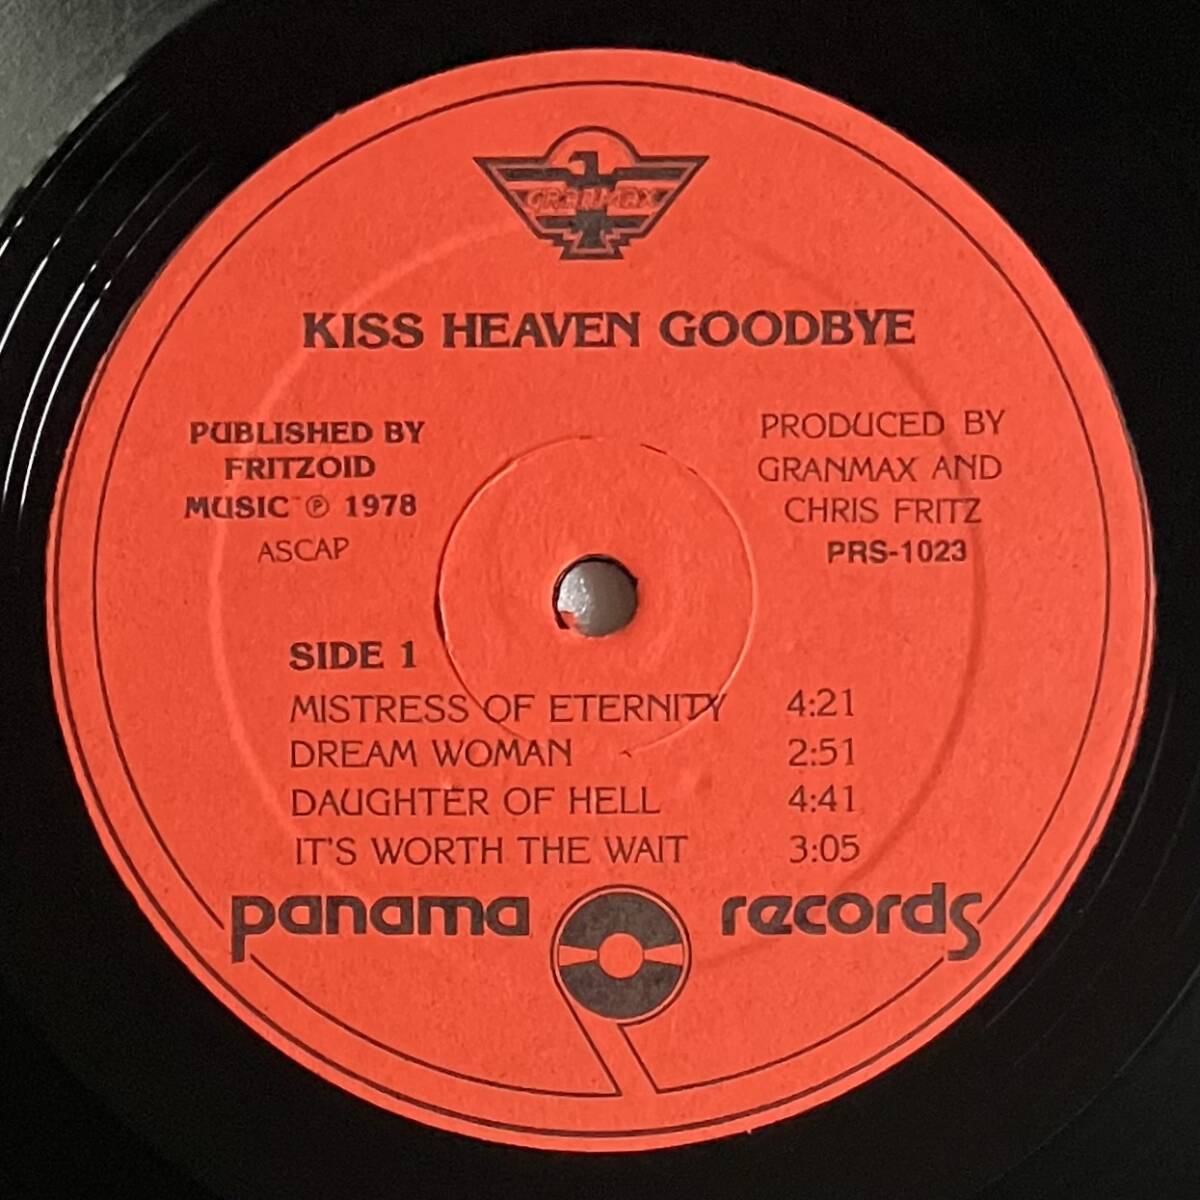 GRANMAX
KISS HEAVEN GOODBYE
PUBLISHED BY
FRITZOID
MUSIC ℗ 1978
ASCAP
PRODUCED BY
GRANMAX AND
CHRIS FRITZ
PRS-1023
SIDE 1
MISTRESS OF ETERNITY 4:21
DREAM WOMAN 2:51
DAUGHTER OF HELL 4:41
IT'S WORTH THE WAIT 3:05
panama records